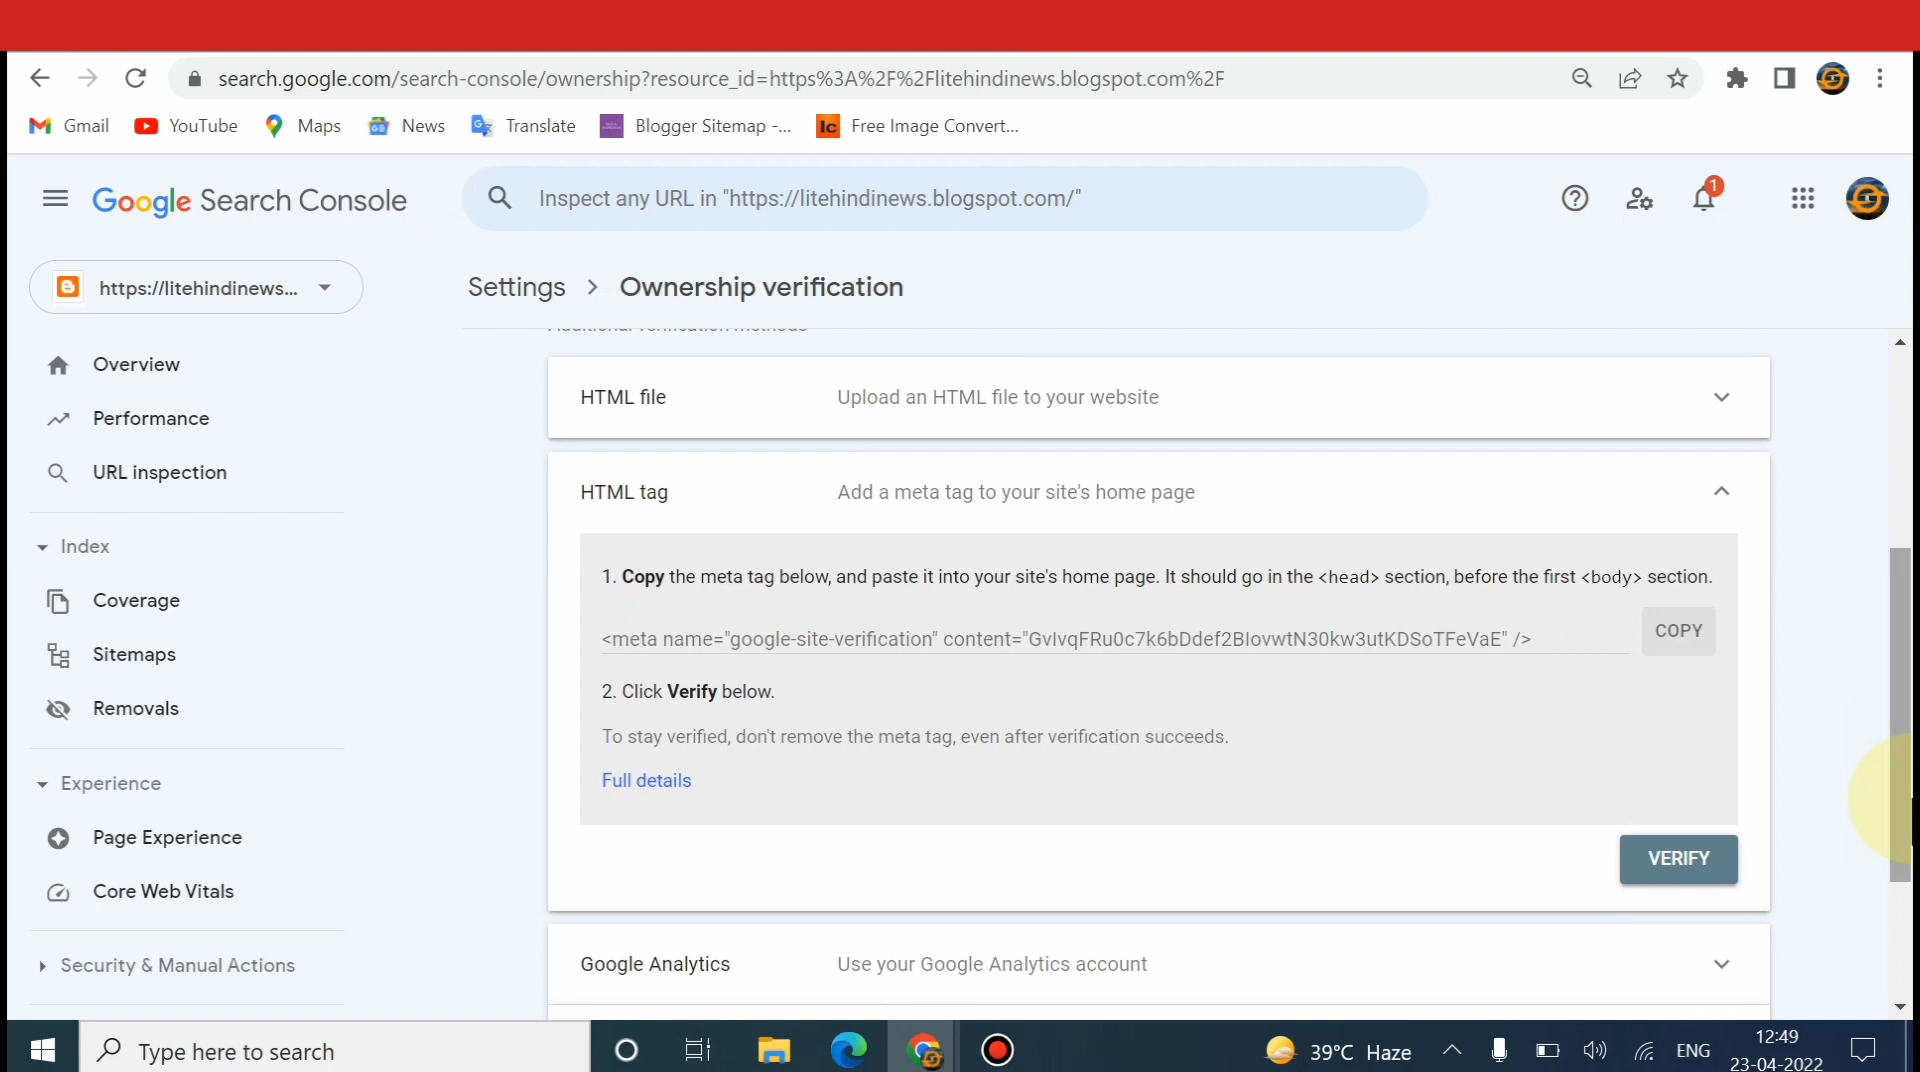 search.google.com/search-console/ownership?resource_id=https%3A%2F%2Flitehindinews.blogspot.com%2F
Gmail YouTube Maps News Translate Blogger Sitemap -... Ic Free Image Convert...
Google Search Console
Inspect any URL in "https://litehindinews.blogspot.com/"
1
https://litehindinews...
Settings > Ownership verification
Additional verification methods
Overview
Performance
URL inspection
Index
Coverage
Sitemaps
Removals
Experience
Page Experience
Core Web Vitals
Security & Manual Actions
HTML file Upload an HTML file to your website
HTML tag Add a meta tag to your site's home page
1. Copy the meta tag below, and paste it into your site's home page. It should go in the <head> section, before the first <body> section.
<meta name="google-site-verification" content="GvIvqFRu0c7k6bDdef2BIovwtN30kw3utKDSoTFeVaE" />
COPY
2. Click Verify below.
To stay verified, don't remove the meta tag, even after verification succeeds.
Full details
VERIFY
Google Analytics Use your Google Analytics account
Type here to search
39°C Haze
ENG
12:49
23-04-2022